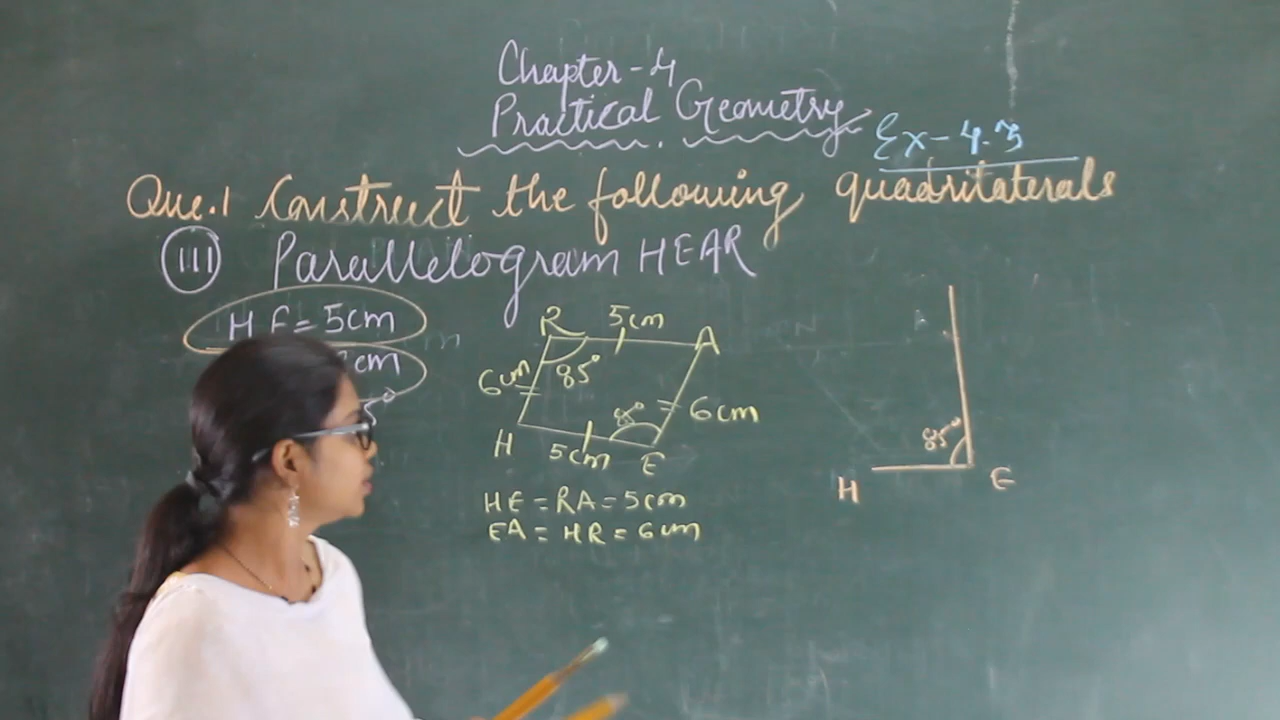 Chapter-4
Practical Geometry
Ex-4.3
Que.1 Construct the following quadrilaterals
(III) Parallelogram HEAR
HE=5cm
cm
5°
R 5cm A
6cm 85°
85° 6cm
H 5cm E
HE=RA=5cm
EA=HR=6cm
85°
H E